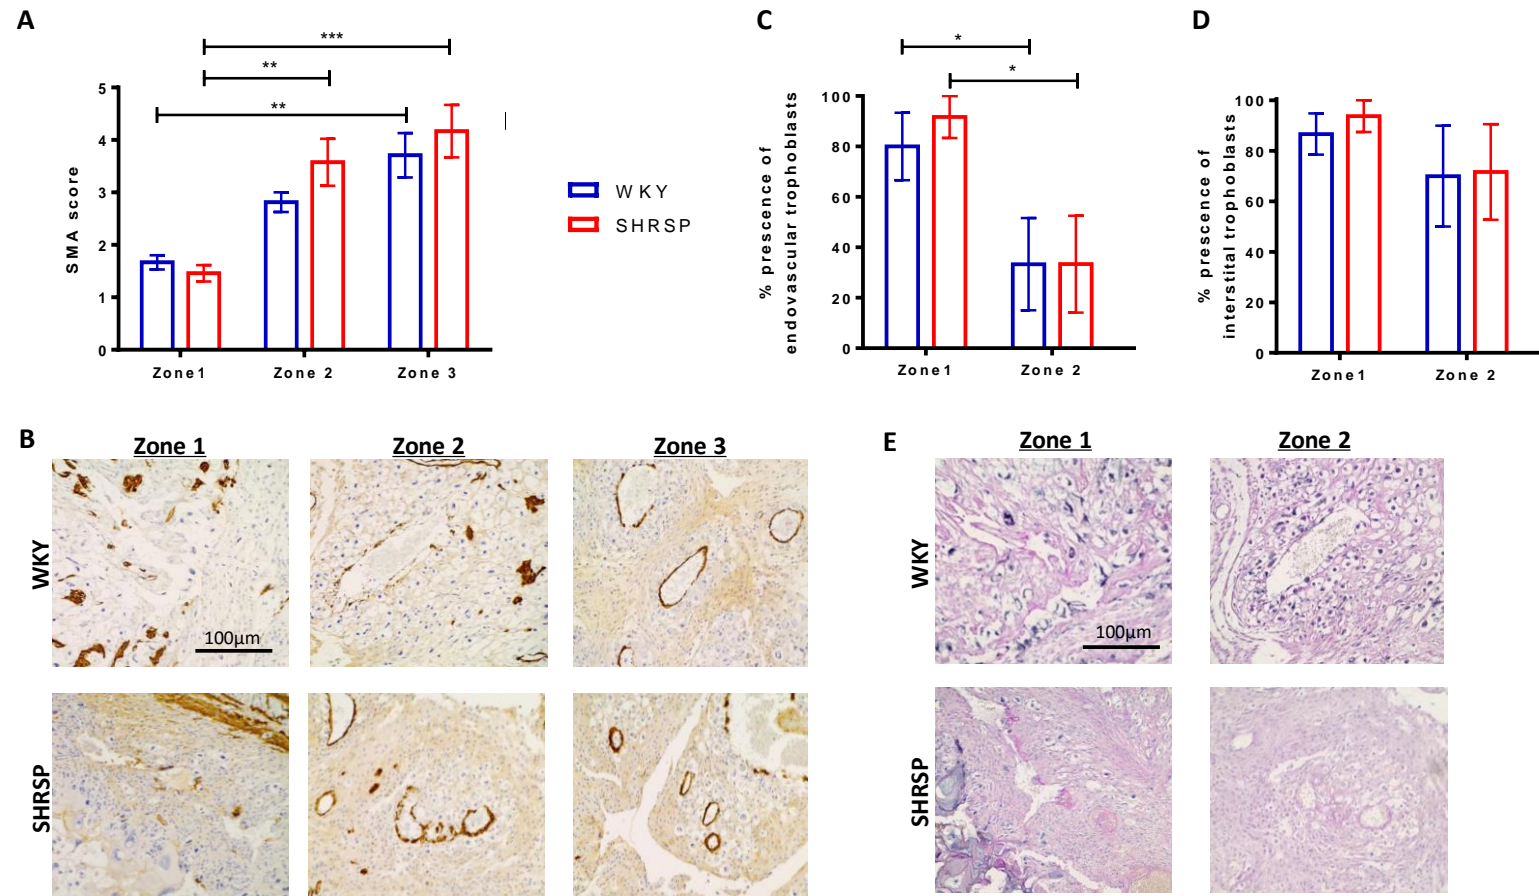 A
***
**
**
SMA score
5
4
3
2
1
0
Zone1
Zone 2
Zone 3
WKY
SHRSP
C
*
*
% prescence of
endovascular trophoblasts
100
80
60
40
20
0
Zone1
Zone 2
D
% prescence of
interstital trophoblasts
100
80
60
40
20
0
Zone1
Zone 2
B
Zone 1
Zone 2
Zone 3
WKY
100µm
SHRSP
E
Zone 1
Zone 2
WKY
100µm
SHRSP